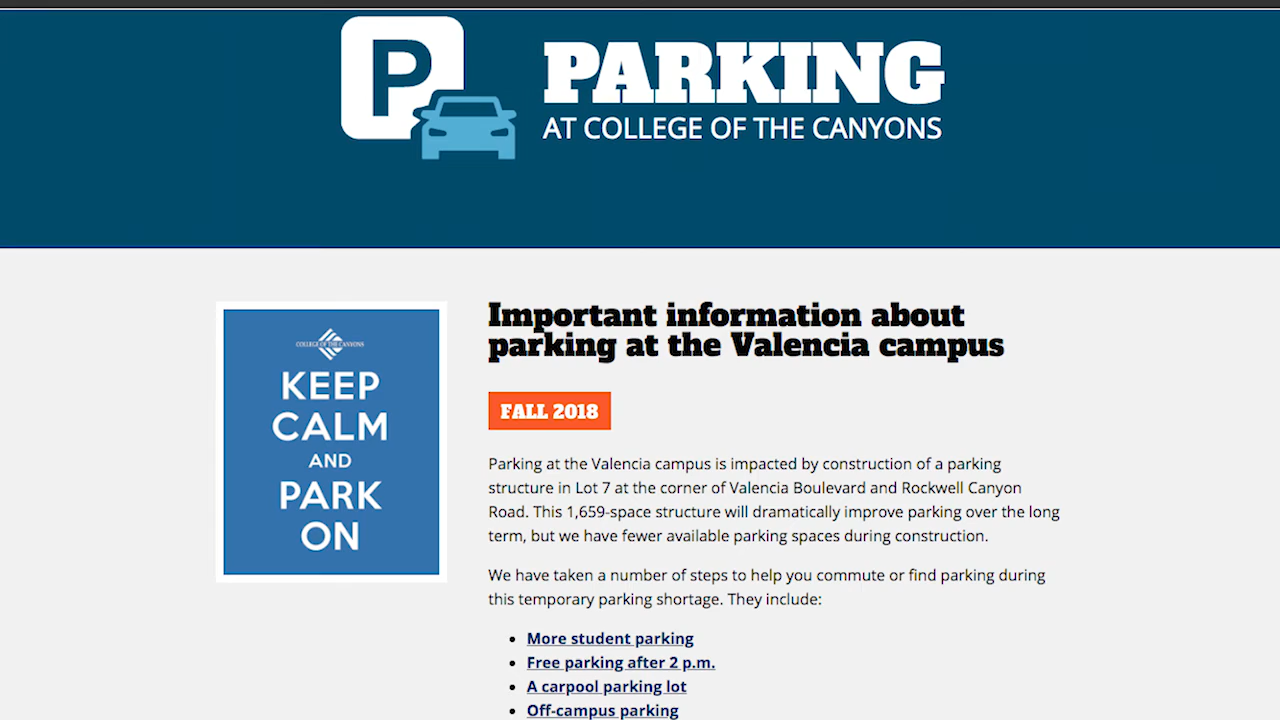 P
PARKING
AT COLLEGE OF THE CANYONS
COLLEGE OF THE CANYONS
KEEP
CALM
AND
PARK
ON
Important information about
parking at the Valencia campus
FALL 2018
Parking at the Valencia campus is impacted by construction of a parking
structure in Lot 7 at the corner of Valencia Boulevard and Rockwell Canyon
Road. This 1,659-space structure will dramatically improve parking over the long
term, but we have fewer available parking spaces during construction.
We have taken a number of steps to help you commute or find parking during
this temporary parking shortage. They include:
• More student parking
• Free parking after 2 p.m.
• A carpool parking lot
• Off-campus parking